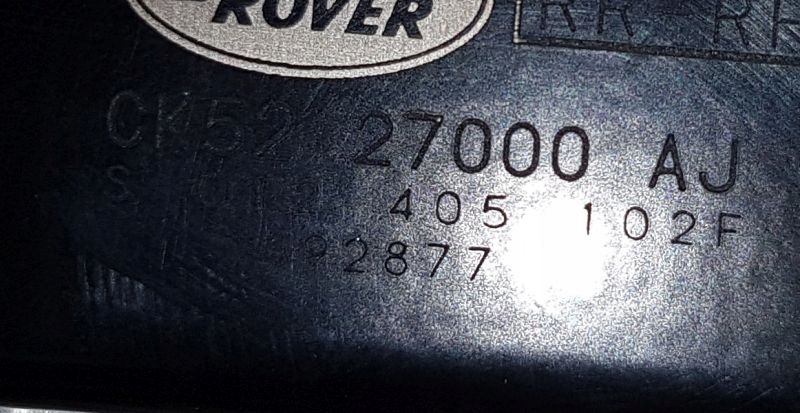 ROVER
RR-RH
CK52 27000 AJ
405 102F
92877